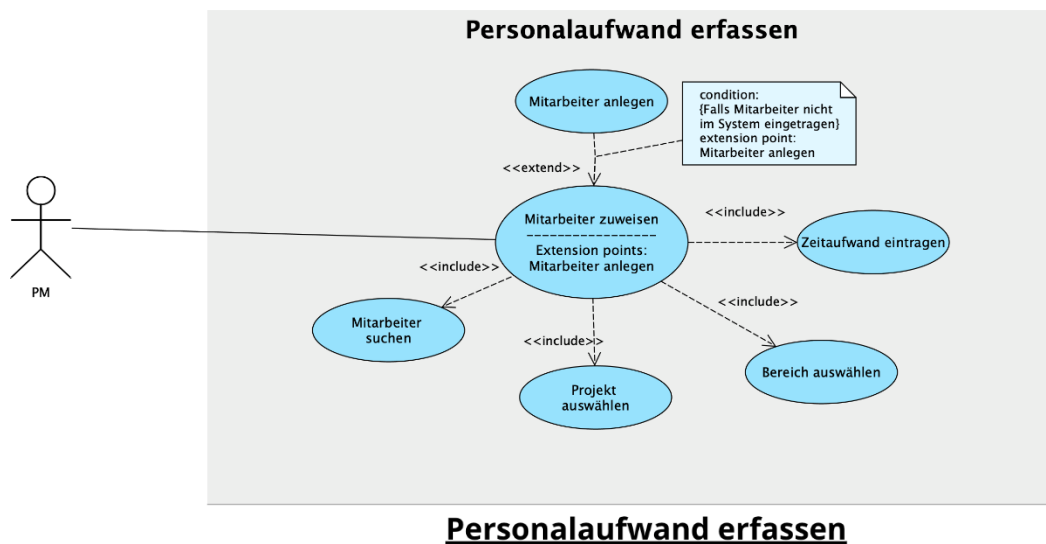 Personalaufwand erfassen
Mitarbeiter anlegen
condition:
{Falls Mitarbeiter nicht
im System eingetragen}
extension point:
Mitarbeiter anlegen
<<extend>>
Mitarbeiter zuweisen
Extension points:
Mitarbeiter anlegen
<<include>>
Zeitaufwand eintragen
PM
<<include>>
Mitarbeiter
suchen
<<include>>
Projekt
auswählen
<<include>>
Bereich auswählen
Personalaufwand erfassen